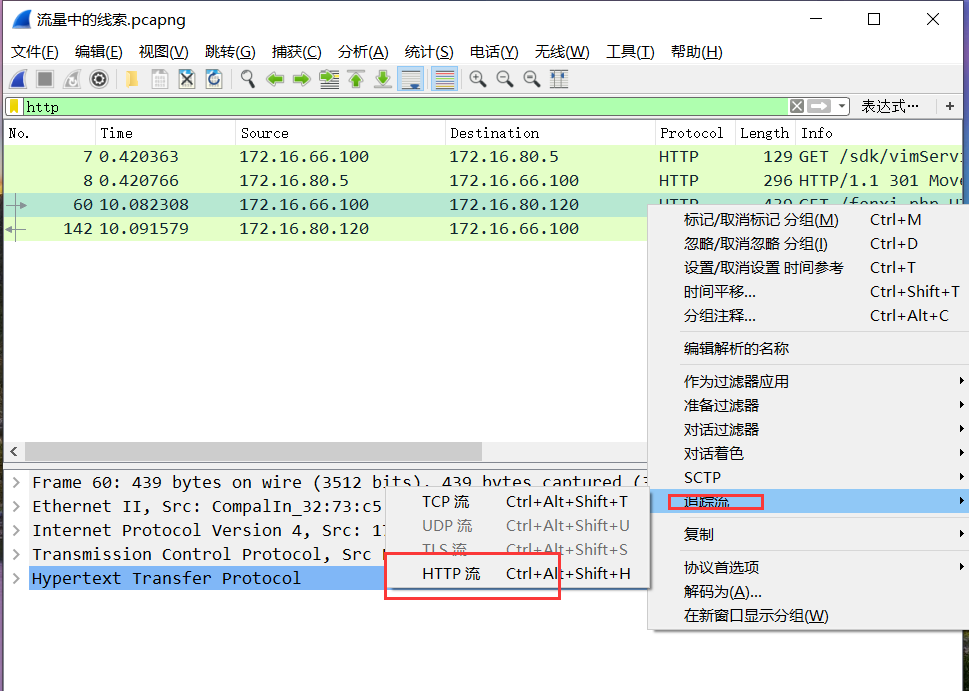 流量中的线索.pcapng
文件(F) 编辑(E) 视图(V) 跳转(G) 捕获(C) 分析(A) 统计(S) 电话(Y) 无线(W) 工具(T) 帮助(H)
http 表达式…
No. Time Source Destination Protocol Length Info
7 0.420363 172.16.66.100 172.16.80.5 HTTP 129 GET /sdk/vimServi
8 0.420766 172.16.80.5 172.16.66.100 HTTP 296 HTTP/1.1 301 Move
60 10.082308 172.16.66.100 172.16.80.120 HTTP 439 GET /fenxi.php H
142 10.091579 172.16.80.120 172.16.66.100
标记/取消标记 分组(M) Ctrl+M
忽略/取消忽略 分组(I) Ctrl+D
设置/取消设置 时间参考 Ctrl+T
时间平移... Ctrl+Shift+T
分组注释... Ctrl+Alt+C
编辑解析的名称
作为过滤器应用
准备过滤器
对话过滤器
对话着色
SCTP
追踪流
复制
协议首选项
解码为(A)...
在新窗口显示分组(W)
Frame 60: 439 bytes on wire (3512 bits), 439 bytes captured (3
Ethernet II, Src: CompalIn_32:73:c5
Internet Protocol Version 4, Src: 17
Transmission Control Protocol, Src
Hypertext Transfer Protocol
TCP 流 Ctrl+Alt+Shift+T
UDP 流 Ctrl+Alt+Shift+U
TLS 流 Ctrl+Alt+Shift+S
HTTP 流 Ctrl+Alt+Shift+H